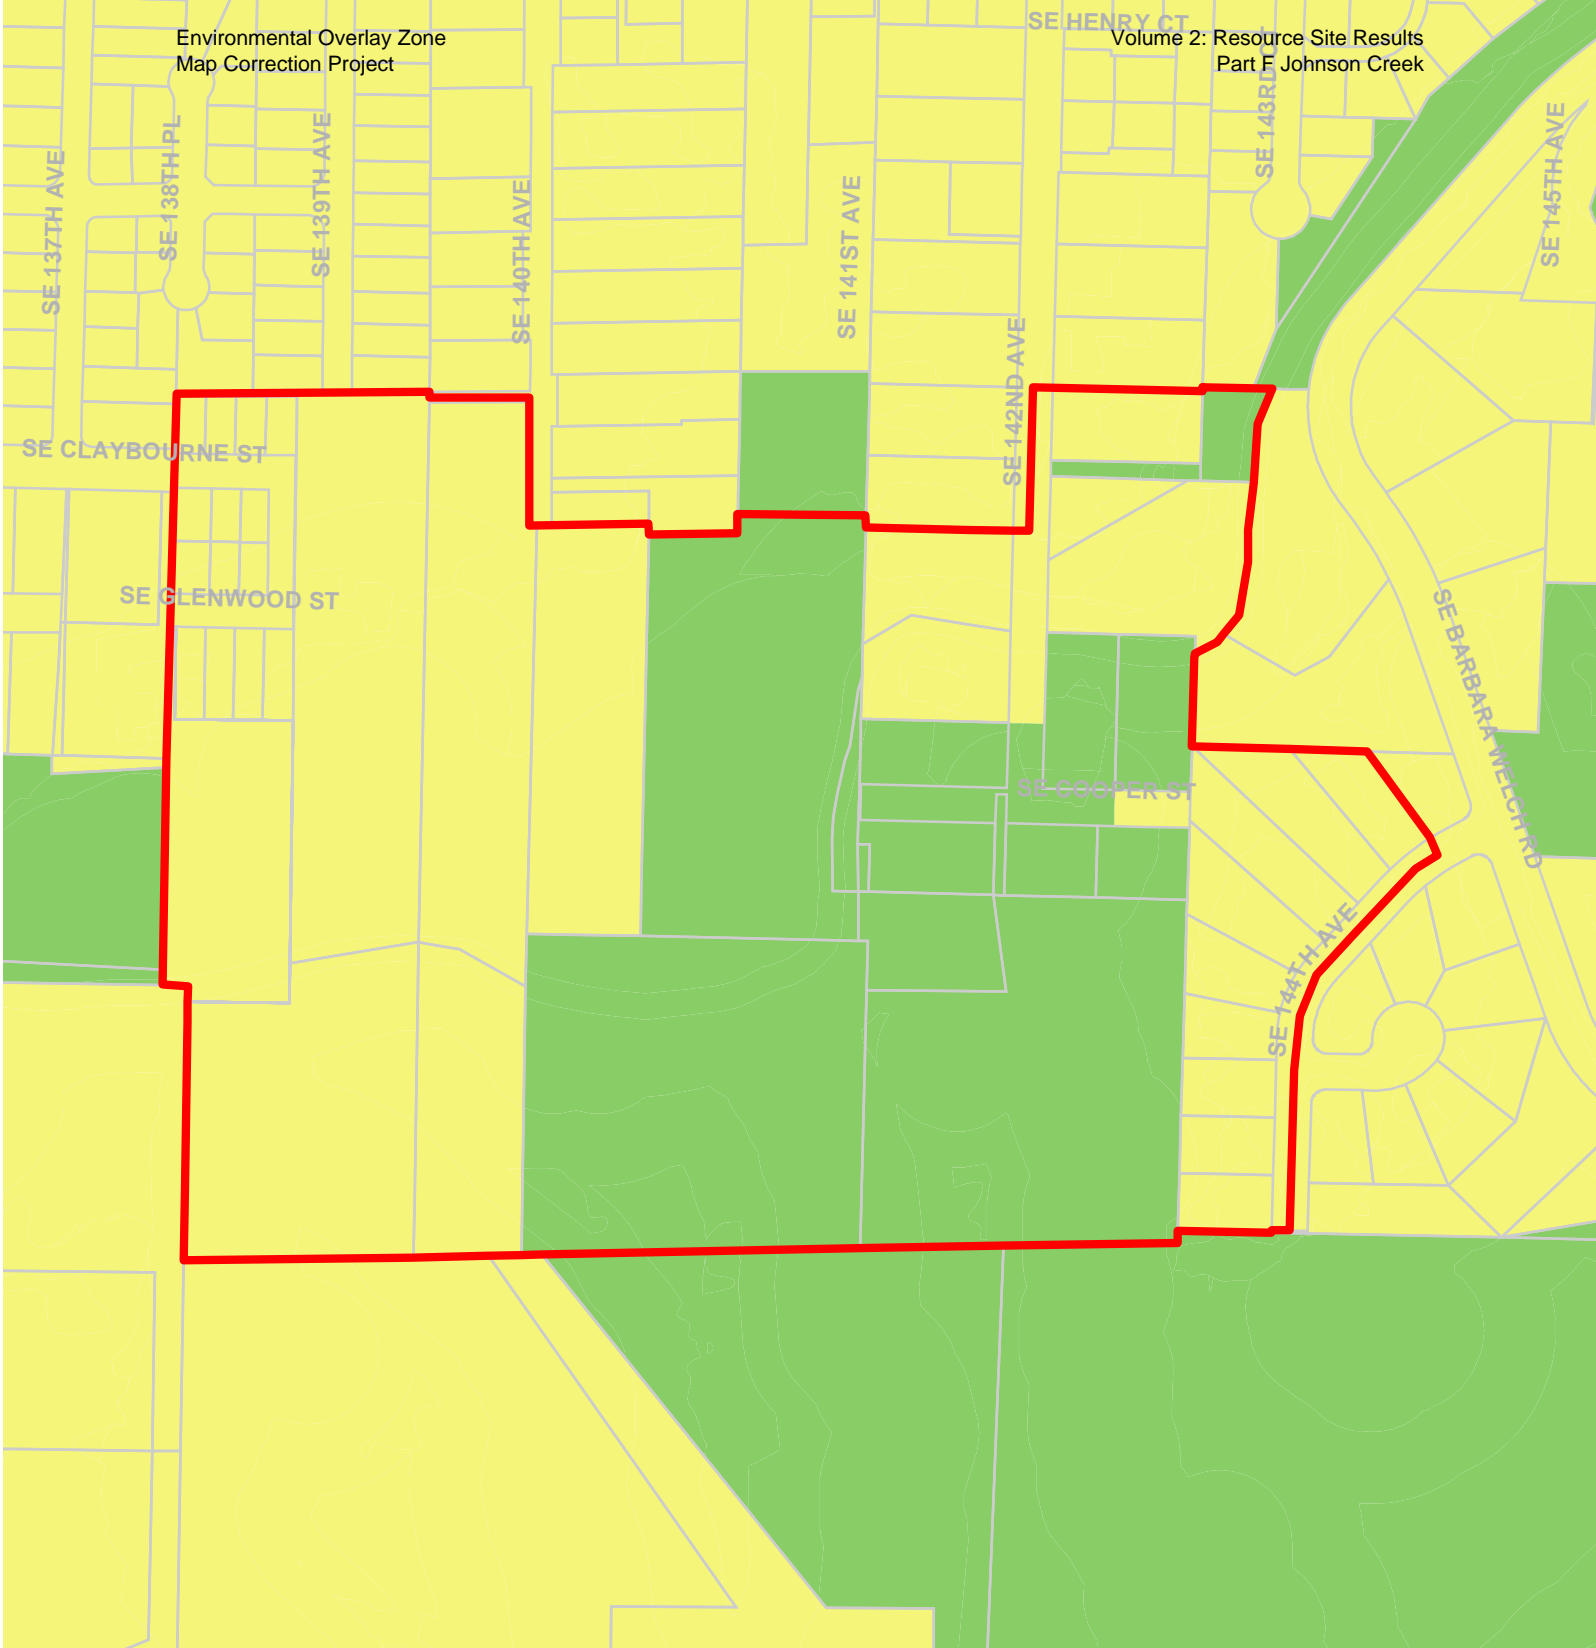 Environmental Overlay Zone
Map Correction Project
Volume 2: Resource Site Results
Part F Johnson Creek
SE HENRY CT
SE 143RD CT
SE 137TH AVE
SE 138TH PL
SE 139TH AVE
SE 140TH AVE
SE 141ST AVE
SE 142ND AVE
SE 145TH AVE
SE CLAYBOURNE ST
SE GLENWOOD ST
SE COOPER ST
SE BARBARA WELCH RD
SE 144TH AVE